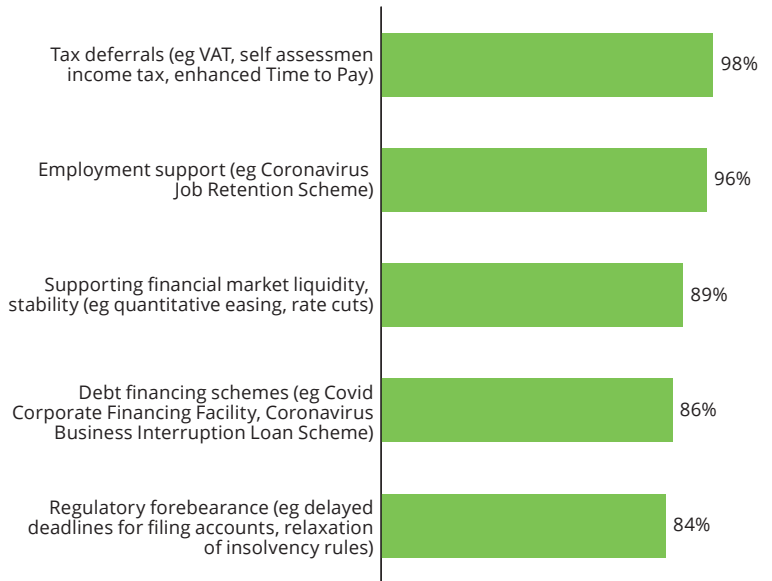 Tax deferrals (eg VAT, self assessmen
income tax, enhanced Time to Pay)
98%
Employment support (eg Coronavirus
Job Retention Scheme)
96%
Supporting financial market liquidity,
stability (eg quantitative easing, rate cuts)
89%
Debt financing schemes (eg Covid
Corporate Financing Facility, Coronavirus
Business Interruption Loan Scheme)
86%
Regulatory forebearance (eg delayed
deadlines for filing accounts, relaxation
of insolvency rules)
84%